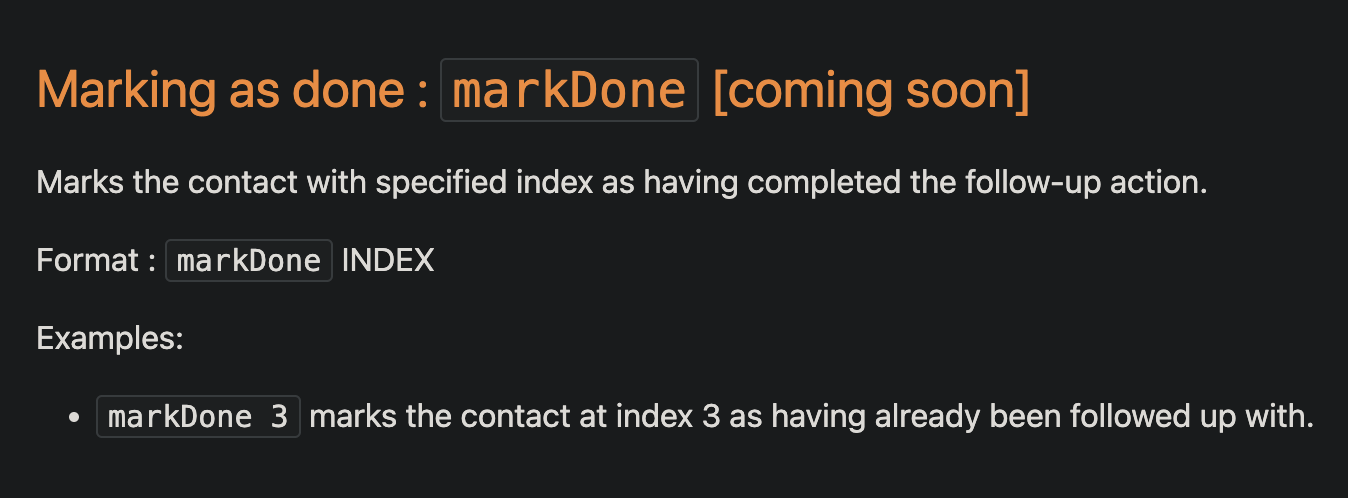 Marking as done : markDone [coming soon]
Marks the contact with specified index as having completed the follow-up action.
Format : markDone INDEX
Examples:
• markDone 3 marks the contact at index 3 as having already been followed up with.